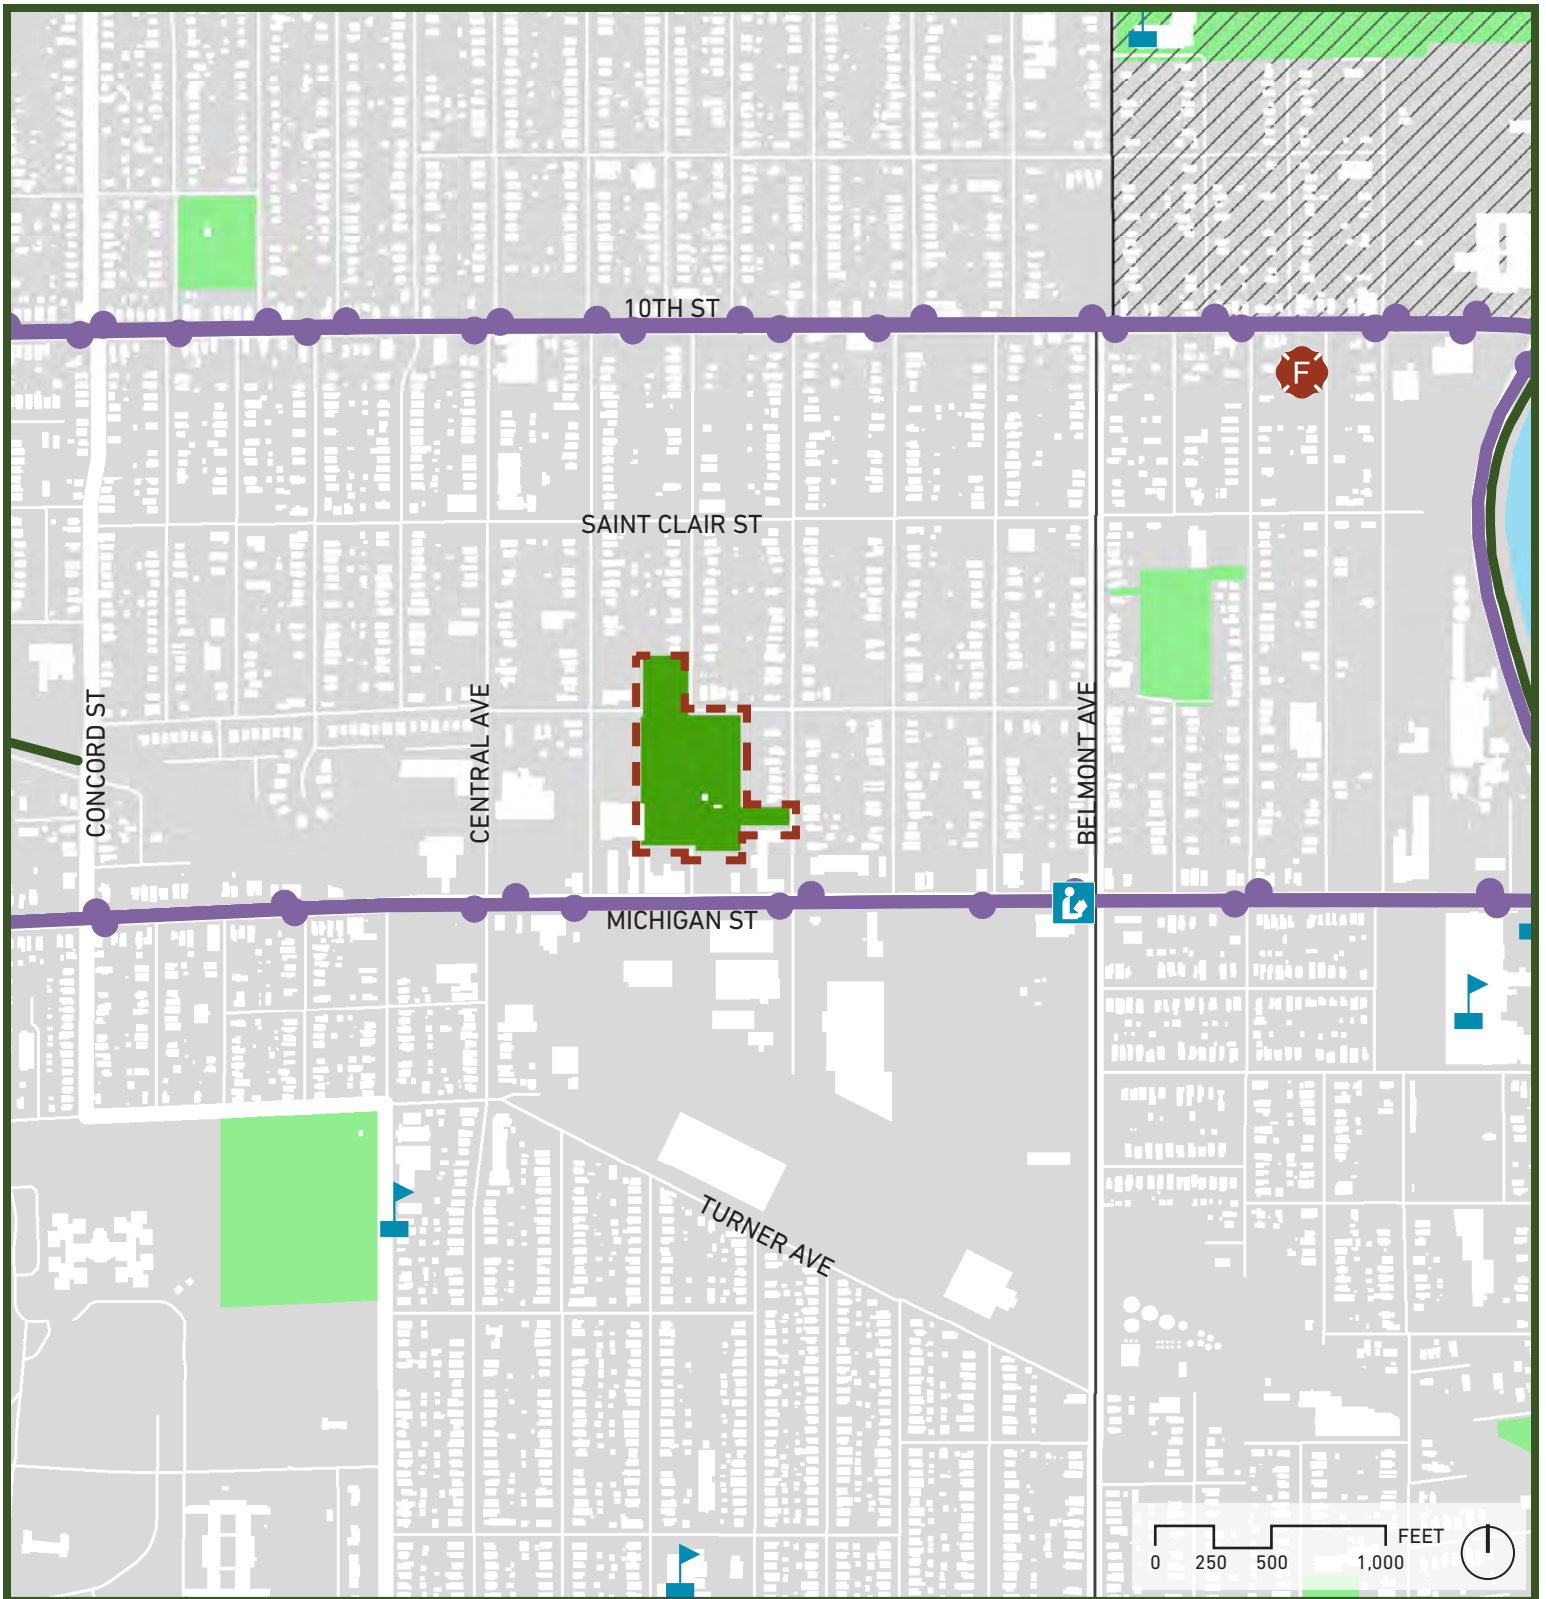 10TH ST
F
SAINT CLAIR ST
CONCORD ST
CENTRAL AVE
BELMONT AVE
MICHIGAN ST
TURNER AVE
FEET
0 250 500 1,000